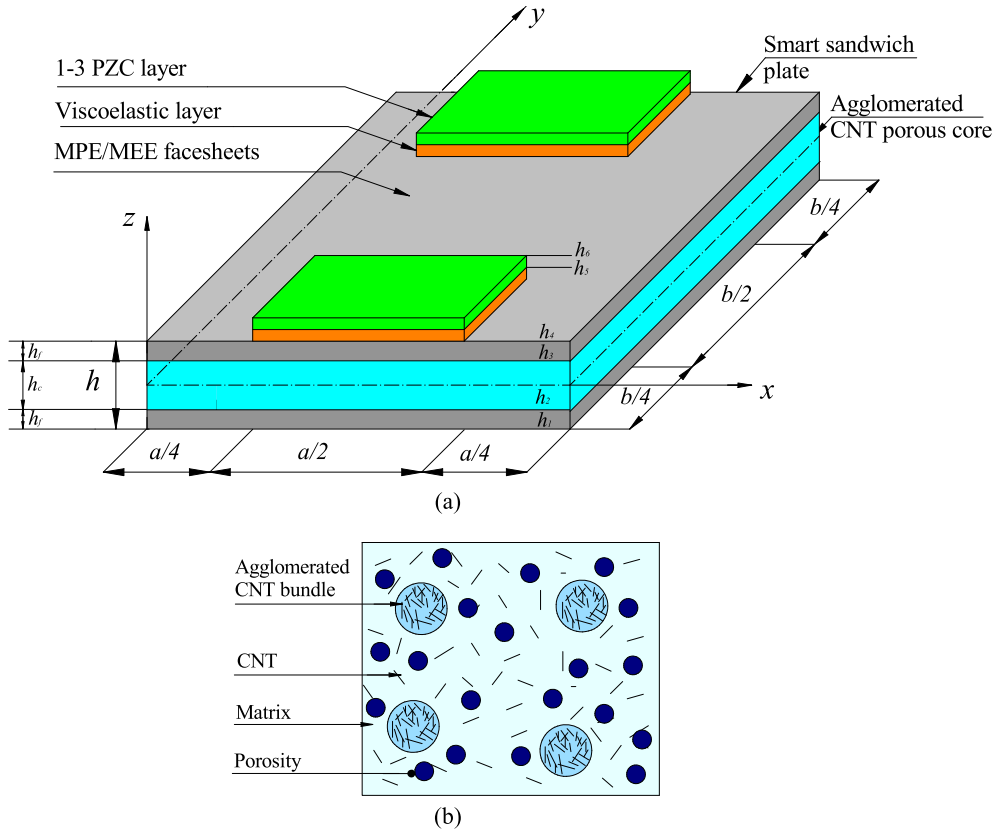 y
1-3 PZC layer
Viscoelastic layer
MPE/MEE facesheets
Smart sandwich
plate
Agglomerated
CNT porous core
z
b/4
b/2
b/4
h6
h5
h4
h3
h2
h1
hf
hc
hf
h
x
a/4
a/2
a/4
(a)
Agglomerated
CNT bundle
CNT
Matrix
Porosity
(b)